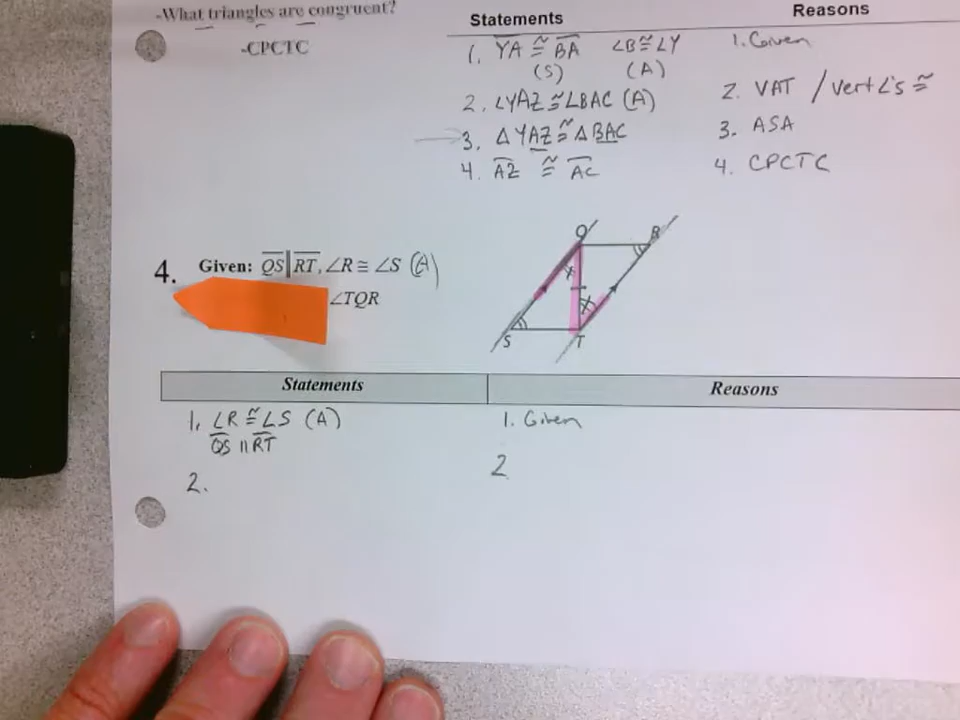 -What triangles are congruent?
-CPCTC
Statements Reasons
1. YA ≅ BA ∠B≅∠Y 1. Given
(S) (A)
2. ∠YAZ ≅ ∠BAC (A) 2. VAT / vert ∠'s ≅
3. △YAZ ≅ △BAC 3. ASA
4. AZ ≅ AC 4. CPCTC
4. Given: QS || RT, ∠R ≅ ∠S (A)
∠TQR
Q R
S T
Statements Reasons
1. ∠R ≅ ∠S (A) 1. Given
QS || RT
2. 2